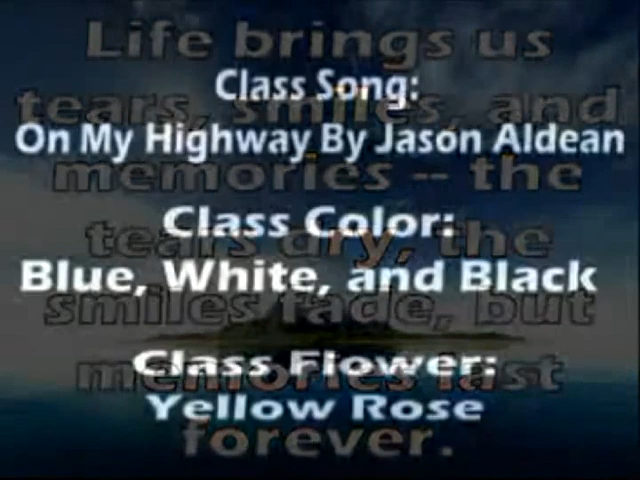 Life brings us
Class Song:
tears, smiles, and
On My Highway By Jason Aldean
memories -- the
Class Color:
tears dry, the
Blue, White, and Black
smiles fade, but
Class Flower:
memories last
Yellow Rose
forever.